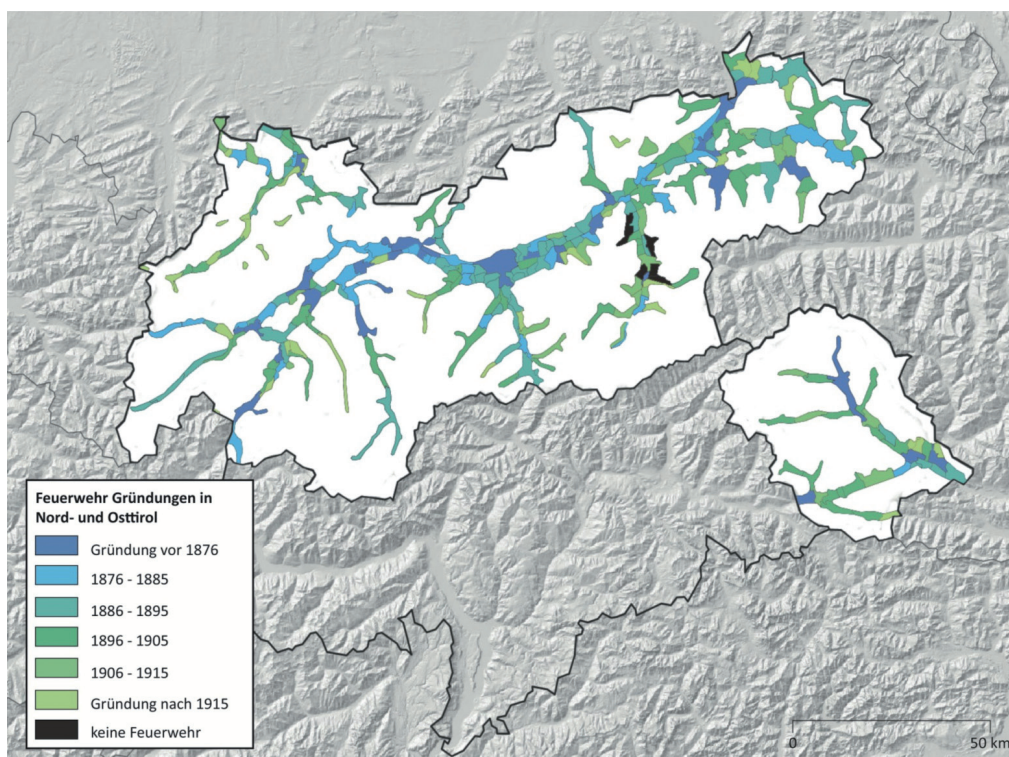 Feuerwehr Gründungen in
Nord- und Osttirol
Gründung vor 1876
1876 - 1885
1886 - 1895
1896 - 1905
1906 - 1915
Gründung nach 1915
keine Feuerwehr
0 50 km